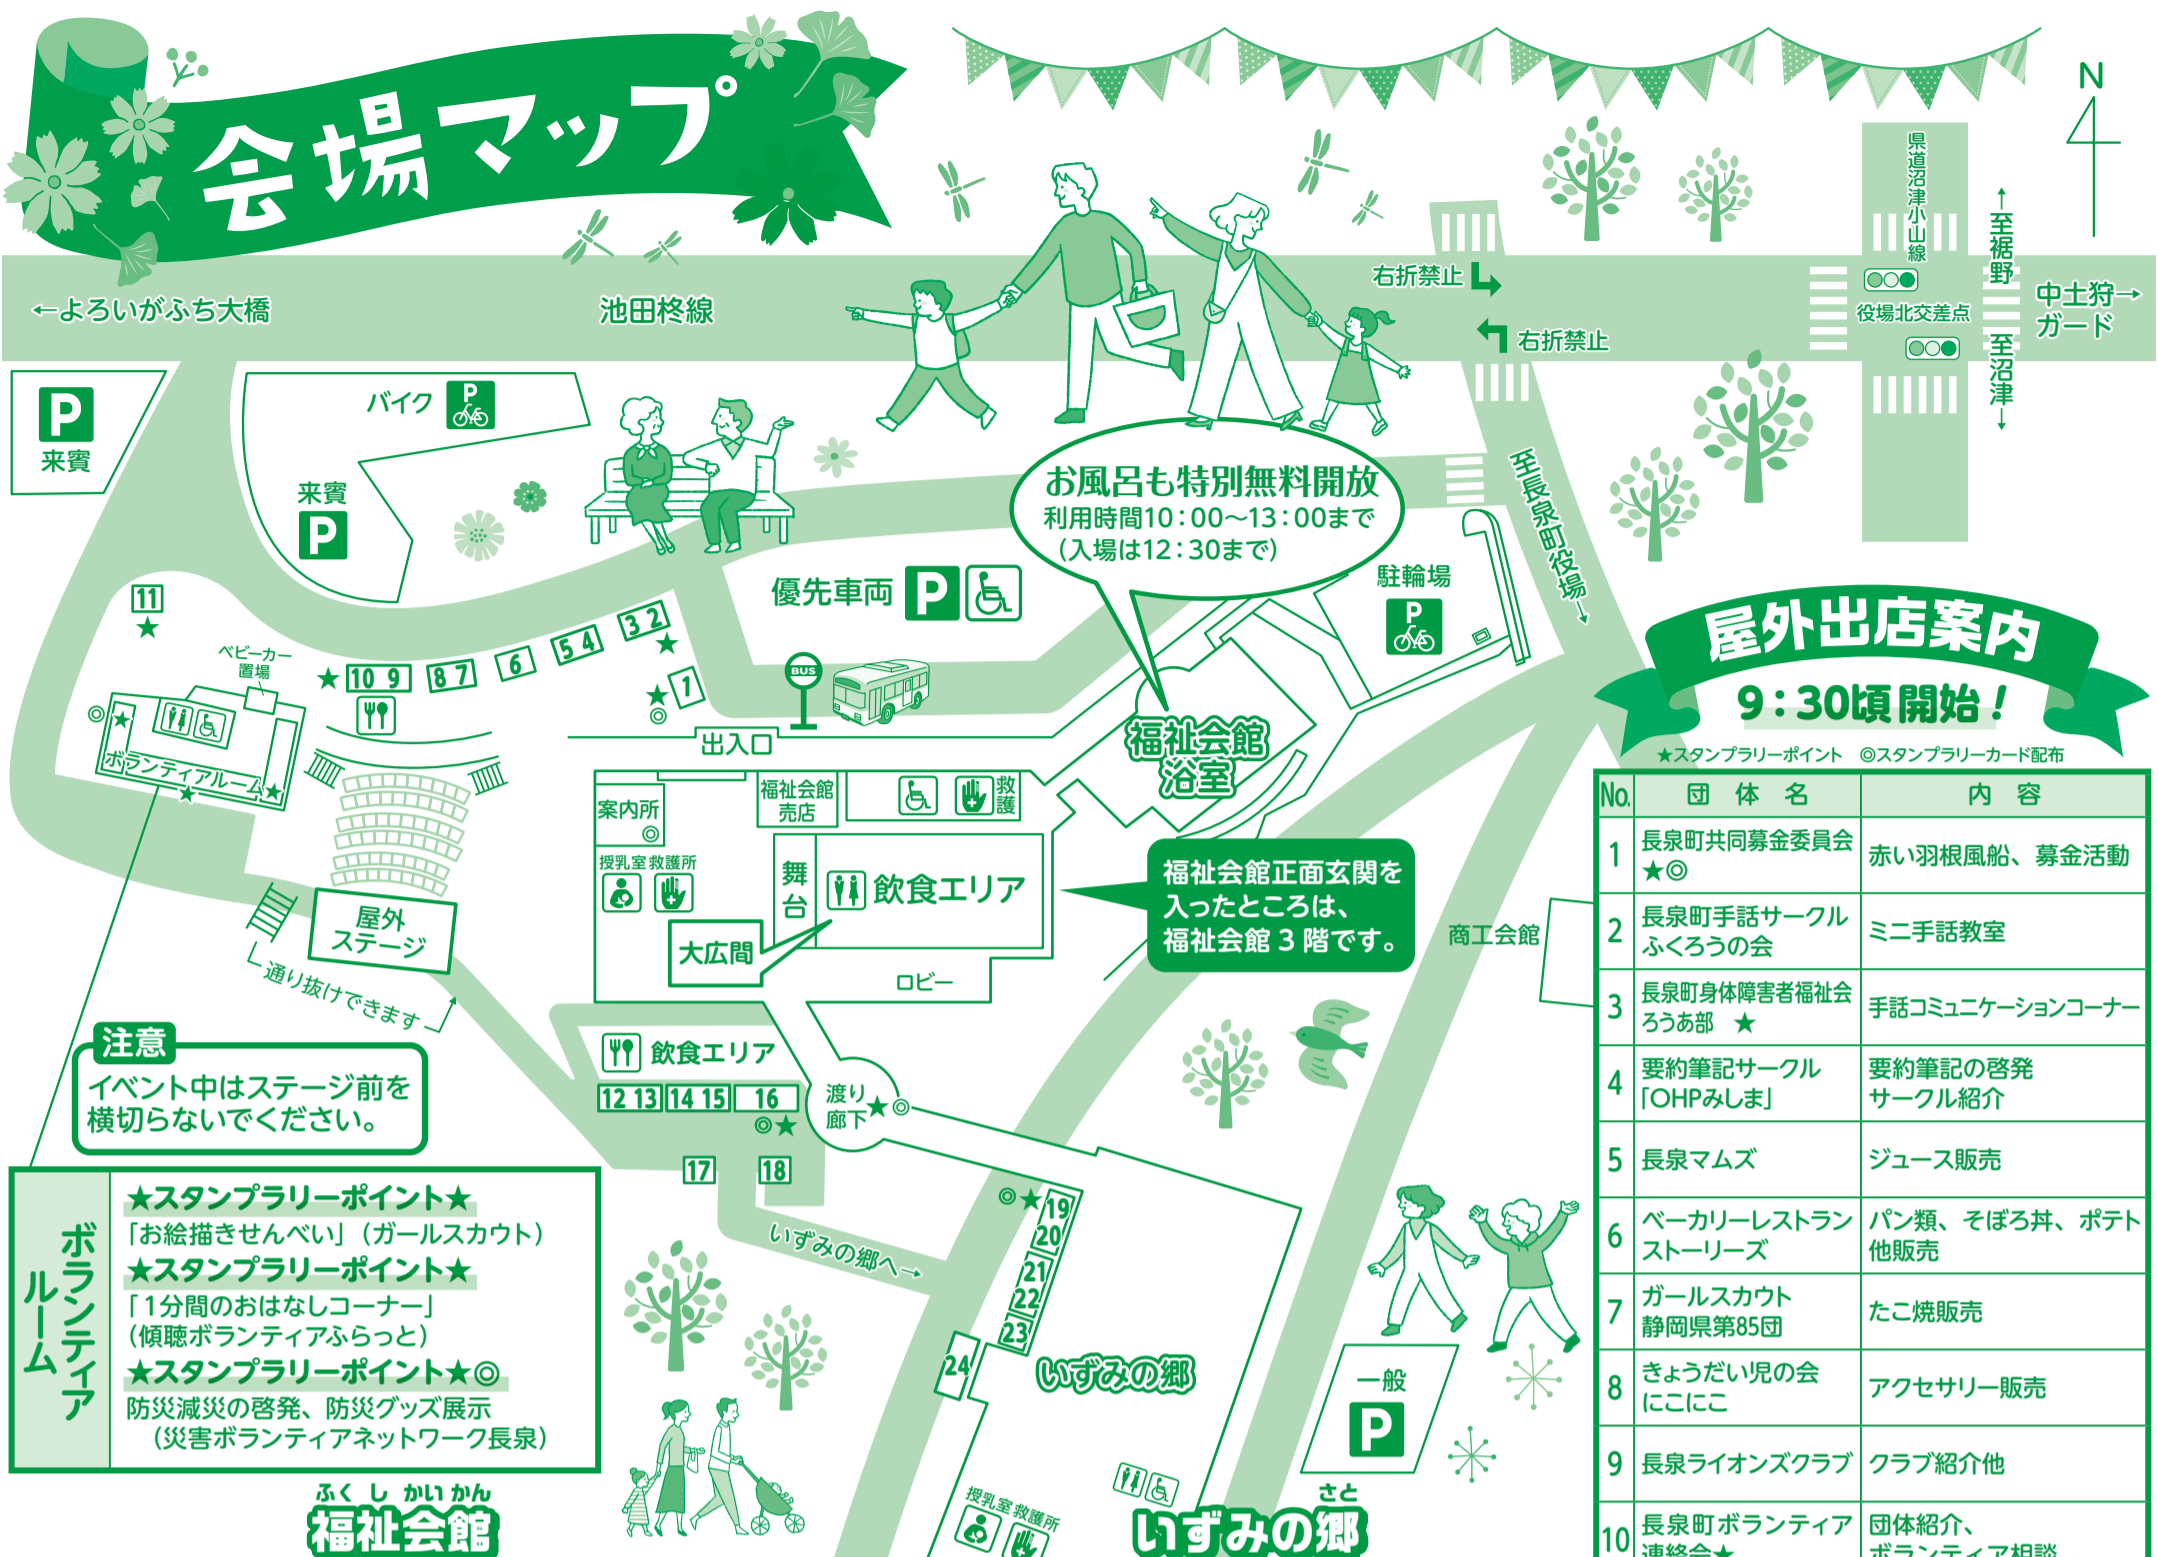 会場マップ
N
県道沼津小山線
←至裾野
至沼津→
←よろいがふち大橋
池田柊線
右折禁止
右折禁止
役場北交差点
中土狩→
ガード
P
来賓
バイク
P
来賓
P
お風呂も特別無料開放
利用時間10：00～13：00まで
（入場は12：30まで）
至長泉町役場→
優先車両 P
駐輪場
P
11
★
ベビーカー
置場
★ 10 9
8 7
6
5 4
3 2
★
★ 1
◎
BUS
◎
★
ボランティアルーム★
★
出入口
福祉会館
浴室
案内所
◎
福祉会館
売店
救護
授乳室 救護所
舞台
飲食エリア
大広間
ロビー
福祉会館正面玄関を
入ったところは、
福祉会館３階です。
商工会館
屋外
ステージ
通り抜けできます
注意
イベント中はステージ前を
横切らないでください。
飲食エリア
12 13 14 15 16
◎★
渡り
廊下★◎
17
18
いずみの郷へ→
◎★19
20
21
22
23
24
いずみの郷
一般
P
授乳室 救護所
ボランティア
ルーム
★スタンプラリーポイント★
「お絵描きせんべい」（ガールスカウト）
★スタンプラリーポイント★
「１分間のおはなしコーナー」
（傾聴ボランティアふらっと）
★スタンプラリーポイント★◎
防災減災の啓発、防災グッズ展示
（災害ボランティアネットワーク長泉）
ふくしかいかん
福祉会館
さと
いずみの郷
屋外出店案内
9：30頃開始！
★スタンプラリーポイント ◎スタンプラリーカード配布
No. 団体名 内容
1 長泉町共同募金委員会 赤い羽根風船、募金活動
★◎
2 長泉町手話サークル ミニ手話教室
ふくろうの会
3 長泉町身体障害者福祉会 手話コミュニケーションコーナー
ろうあ部 ★
4 要約筆記サークル 要約筆記の啓発
「OHPみしま」 サークル紹介
5 長泉マムズ ジュース販売
6 ベーカリーレストラン パン類、そぼろ丼、ポテト
ストーリーズ 他販売
7 ガールスカウト たこ焼販売
静岡県第85団
8 きょうだい児の会 アクセサリー販売
にこにこ
9 長泉ライオンズクラブ クラブ紹介他
10 長泉町ボランティア 団体紹介、
連絡会★ ボランティア相談